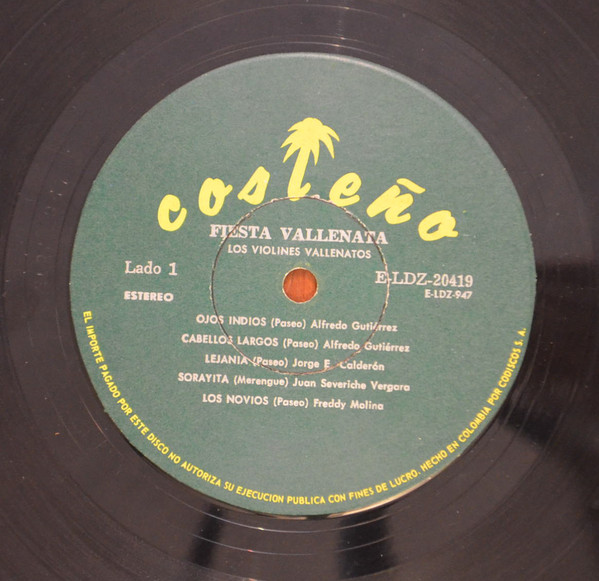 costeño
FIESTA VALLENATA
LOS VIOLINES VALLENATOS
Lado 1
E-LDZ-20419
ESTEREO
E-LDZ-947
OJOS INDIOS (Paseo) Alfredo Gutiérrez
CABELLOS LARGOS (Paseo) Alfredo Gutiérrez
LEJANIA (Paseo) Jorge E. Calderón
SORAYITA (Merengue) Juan Severiche Vergara
LOS NOVIOS (Paseo) Freddy Molina
EL IMPORTE PAGADO POR ESTE DISCO NO AUTORIZA SU EJECUCION PUBLICA CON FINES DE LUCRO. HECHO EN COLOMBIA POR CODISCOS S. A.